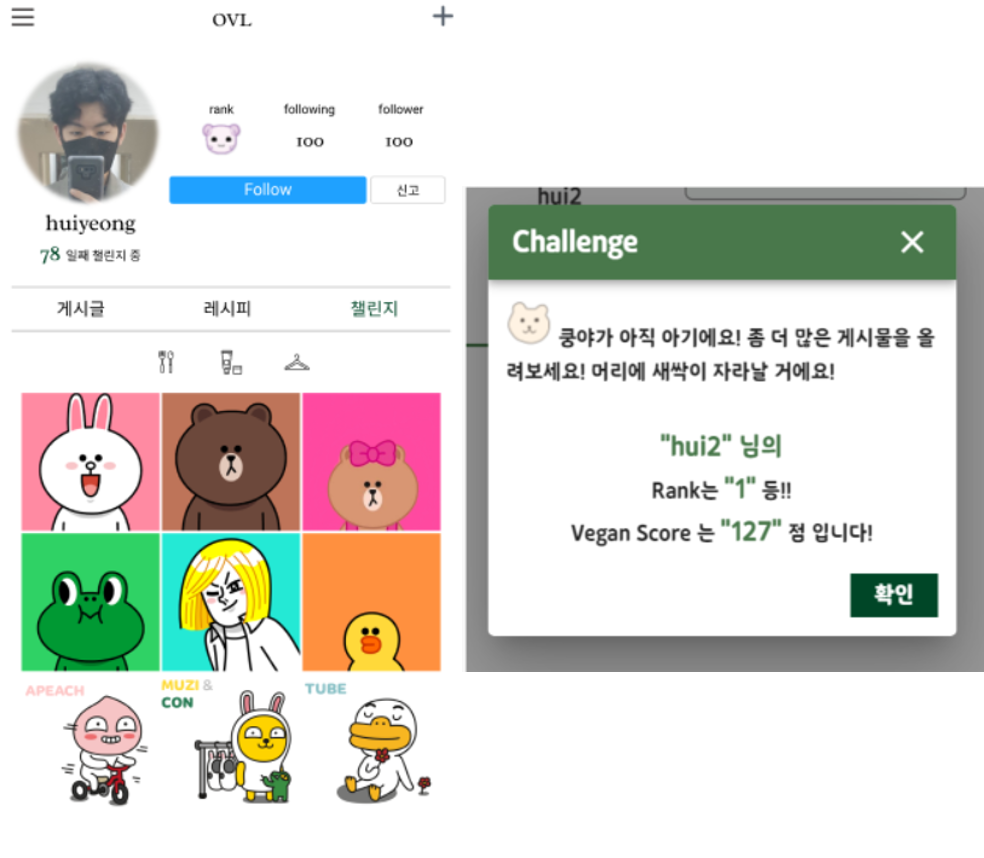 OVL
rank following follower
100 100
Follow 신고
huiyeong
78 일째 챌린지 중
게시글 레시피 챌린지
APEACH
MUZI &
CON
TUBE
hui2
Challenge
쿵야가 아직 아기에요! 좀 더 많은 게시물을 올
려보세요! 머리에 새싹이 자라날 거에요!
"hui2" 님의
Rank는 "1" 등!!
Vegan Score 는 "127" 점 입니다!
확인